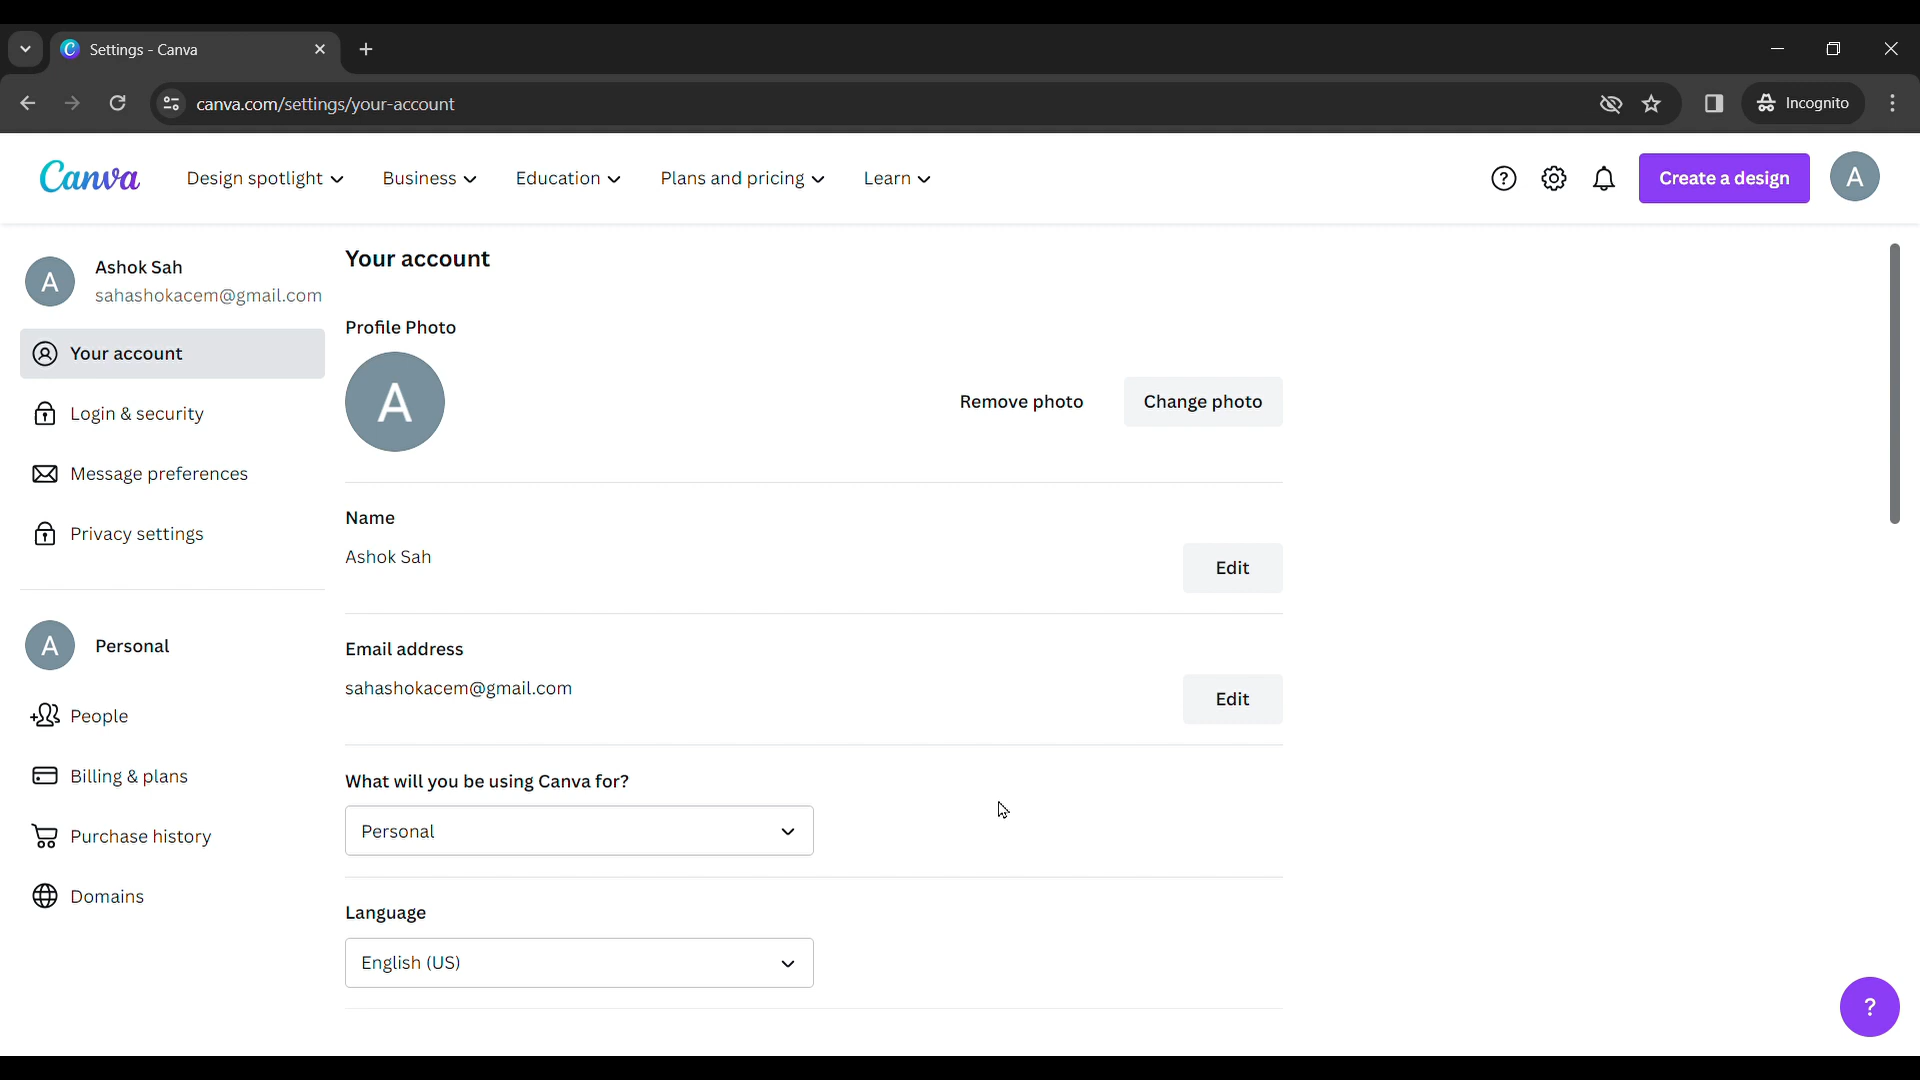 Settings - Canva
canva.com/settings/your-account
Incognito
Canva
Design spotlight
Business
Education
Plans and pricing
Learn
?
Create a design
A
A
Ashok Sah
sahashokacem@gmail.com
Your account
Login & security
Message preferences
Privacy settings
A
Personal
People
Billing & plans
Purchase history
Domains
Your account
Profile Photo
A
Remove photo
Change photo
Name
Ashok Sah
Edit
Email address
sahashokacem@gmail.com
Edit
What will you be using Canva for?
Personal
Language
English (US)
?